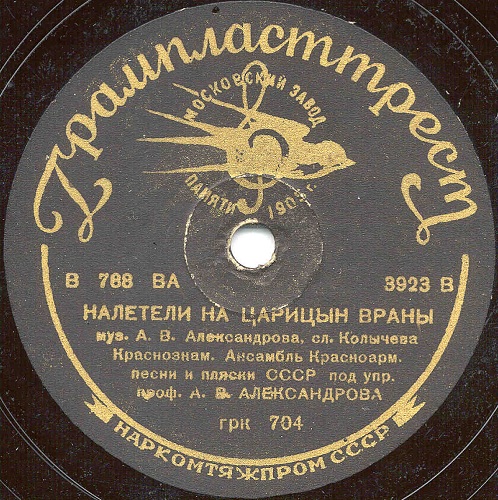 Грампласттрест
МОСКОВСКИЙ ЗАВОД
ПАМЯТИ 1905 г.
В 788 ВА 3923 В
НАЛЕТЕЛИ НА ЦАРИЦЫН ВРАНЫ
муз. А. В. Александрова, сл. Колычева
Краснознам. Ансамбль Красноарм.
песни и пляски СССР под упр.
проф. А. В. АЛЕКСАНДРОВА
грк 704
НАРКОМТЯЖПРОМ СССР